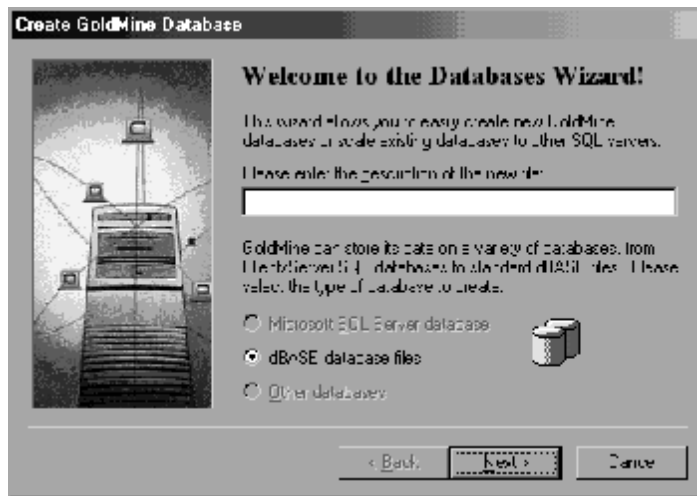 Create GoldMine Database
Welcome to the Databases Wizard!
This wizard allows you to easily create new GoldMine
databases or scale existing databases to other SQL servers.
Please enter the description of the new file:
GoldMine can store its data on a variety of databases, from
Client/Server SQL databases to standard dBASE files. Please
select the type of database to create.
Microsoft SQL Server database
dBASE database files
Other databases
< Back
Next >
Cancel